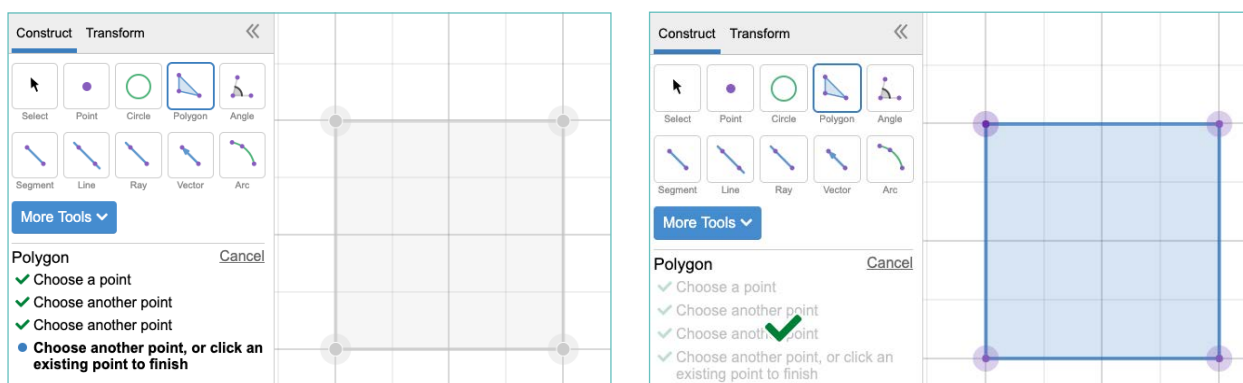 Construct Transform
Select Point Circle Polygon Angle
Segment Line Ray Vector Arc
More Tools
Polygon Cancel
Choose a point
Choose another point
Choose another point
Choose another point, or click an
existing point to finish
Construct Transform
Select Point Circle Polygon Angle
Segment Line Ray Vector Arc
More Tools
Polygon Cancel
Choose a point
Choose another point
Choose another point
Choose another point, or click an
existing point to finish